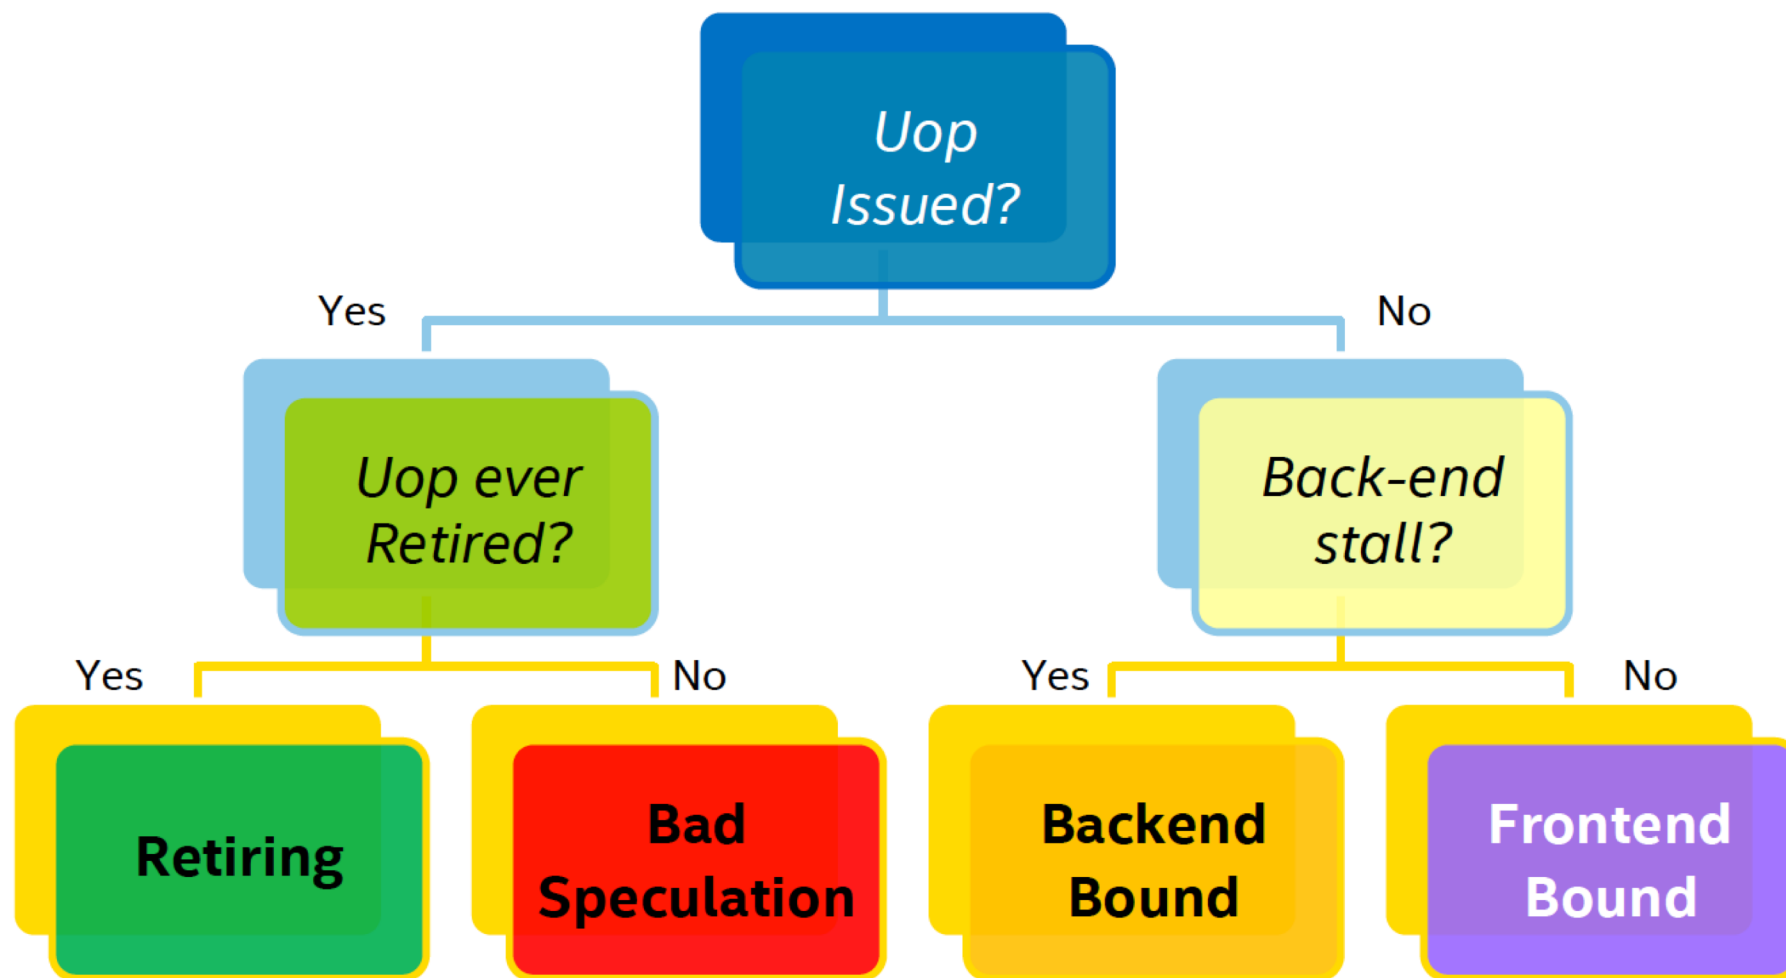 Uop
Issued?
Yes
No
Uop ever
Retired?
Back-end
stall?
Yes
No
Yes
No
Retiring
Bad
Speculation
Backend
Bound
Frontend
Bound